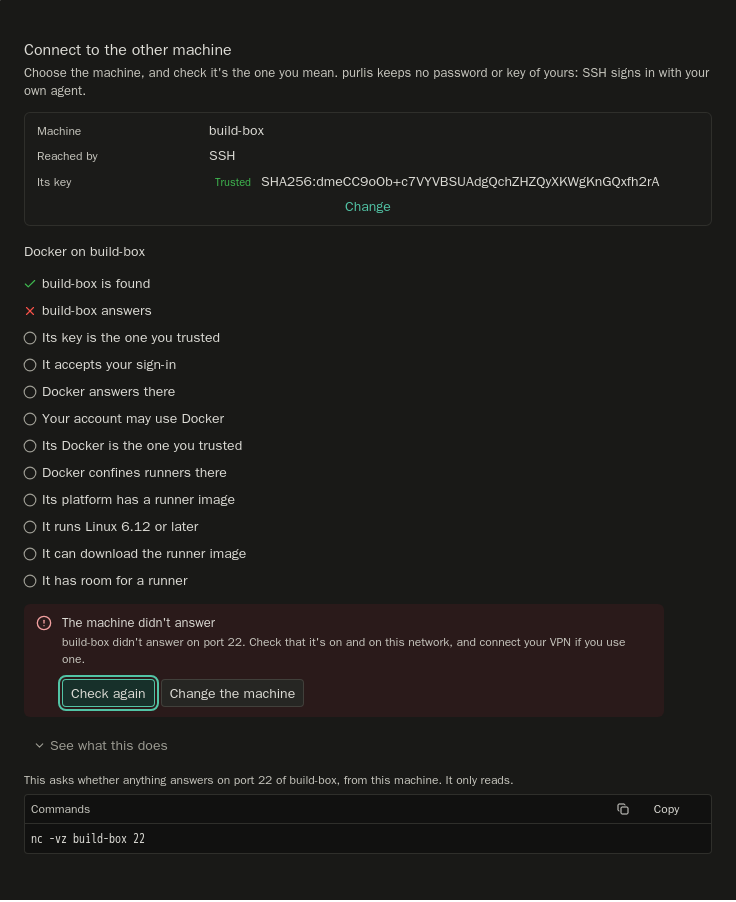 Connect to the other machine
Choose the machine, and check it's the one you mean. purlis keeps no password or key of yours: SSH signs in with your
own agent.
Machine build-box
Reached by SSH
Its key Trusted SHA256:dmeCC9oOb+c7VYVBSUAdgQchZHZQyXKWgKnGQxfh2rA
Change
Docker on build-box
build-box is found
build-box answers
Its key is the one you trusted
It accepts your sign-in
Docker answers there
Your account may use Docker
Its Docker is the one you trusted
Docker confines runners there
Its platform has a runner image
It runs Linux 6.12 or later
It can download the runner image
It has room for a runner
The machine didn't answer
build-box didn't answer on port 22. Check that it's on and on this network, and connect your VPN if you use
one.
Check again Change the machine
See what this does
This asks whether anything answers on port 22 of build-box, from this machine. It only reads.
Commands Copy
nc -vz build-box 22